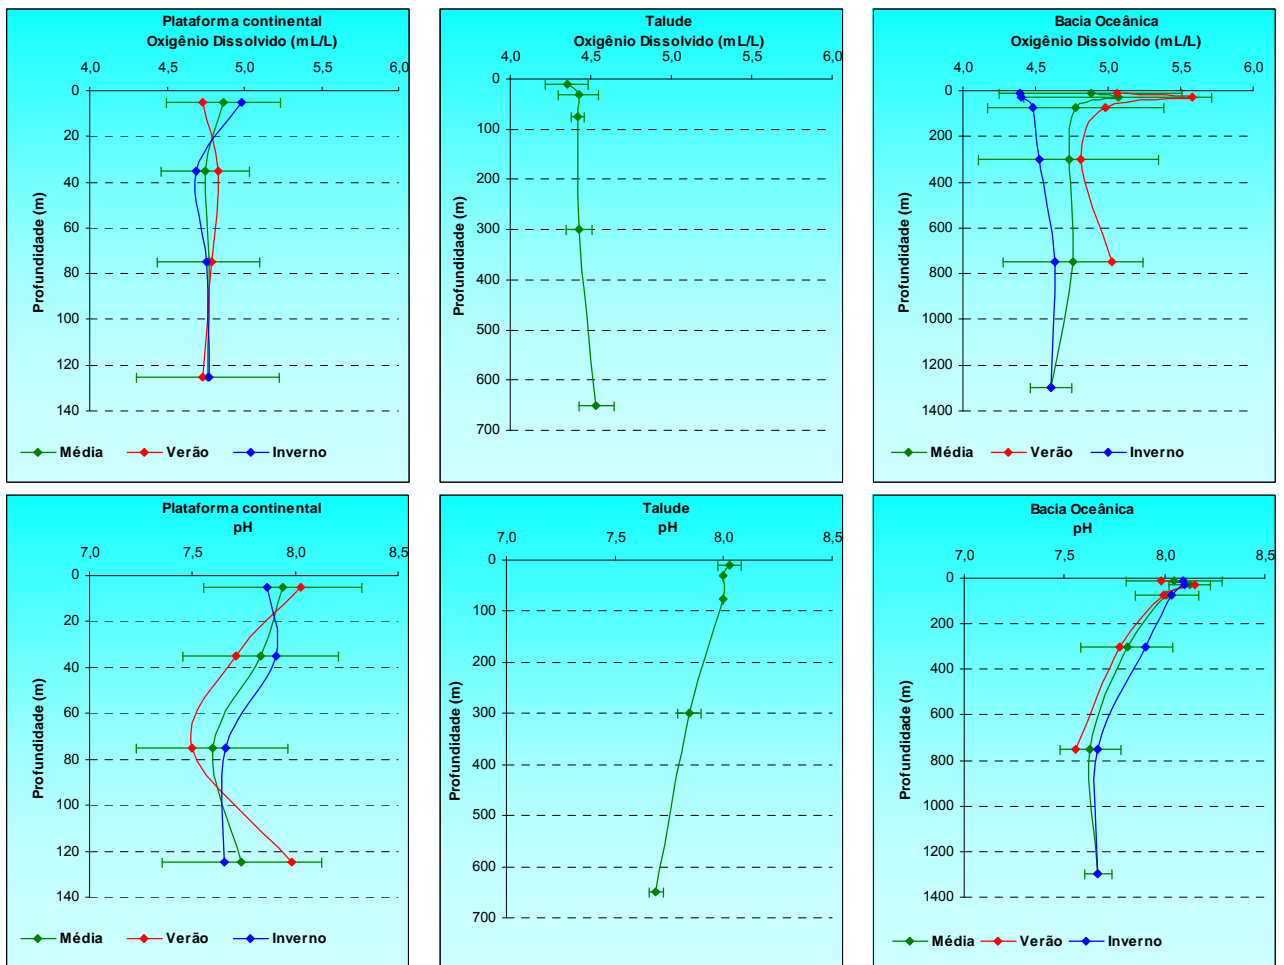 Plataforma continental
Oxigênio Dissolvido (mL/L)
4,0 4,5 5,0 5,5 6,0
0
20
40
60
80
100
120
140
Profundidade (m)
Média Verão Inverno
Talude
Oxigênio Dissolvido (mL/L)
4,0 4,5 5,0 5,5 6,0
0
100
200
300
400
500
600
700
Profundidade (m)
Bacia Oceânica
Oxigênio Dissolvido (mL/L)
4,0 4,5 5,0 5,5 6,0
0
200
400
600
800
1000
1200
1400
Profundidade (m)
Média Verão Inverno
Plataforma continental
pH
7,0 7,5 8,0 8,5
0
20
40
60
80
100
120
140
Profundidade (m)
Média Verão Inverno
Talude
pH
7,0 7,5 8,0 8,5
0
100
200
300
400
500
600
700
Profundidade (m)
Bacia Oceânica
pH
7,0 7,5 8,0 8,5
0
200
400
600
800
1000
1200
1400
Profundidade (m)
Média Verão Inverno